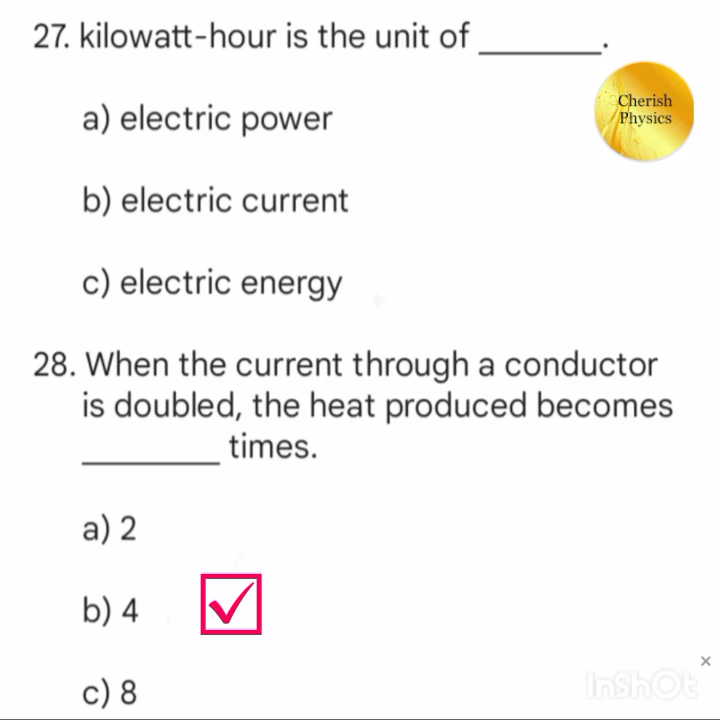 27. kilowatt-hour is the unit of ________.
Cherish
Physics
a) electric power
b) electric current
c) electric energy
28. When the current through a conductor
is doubled, the heat produced becomes
_________ times.
a) 2
b) 4
c) 8
InShOt